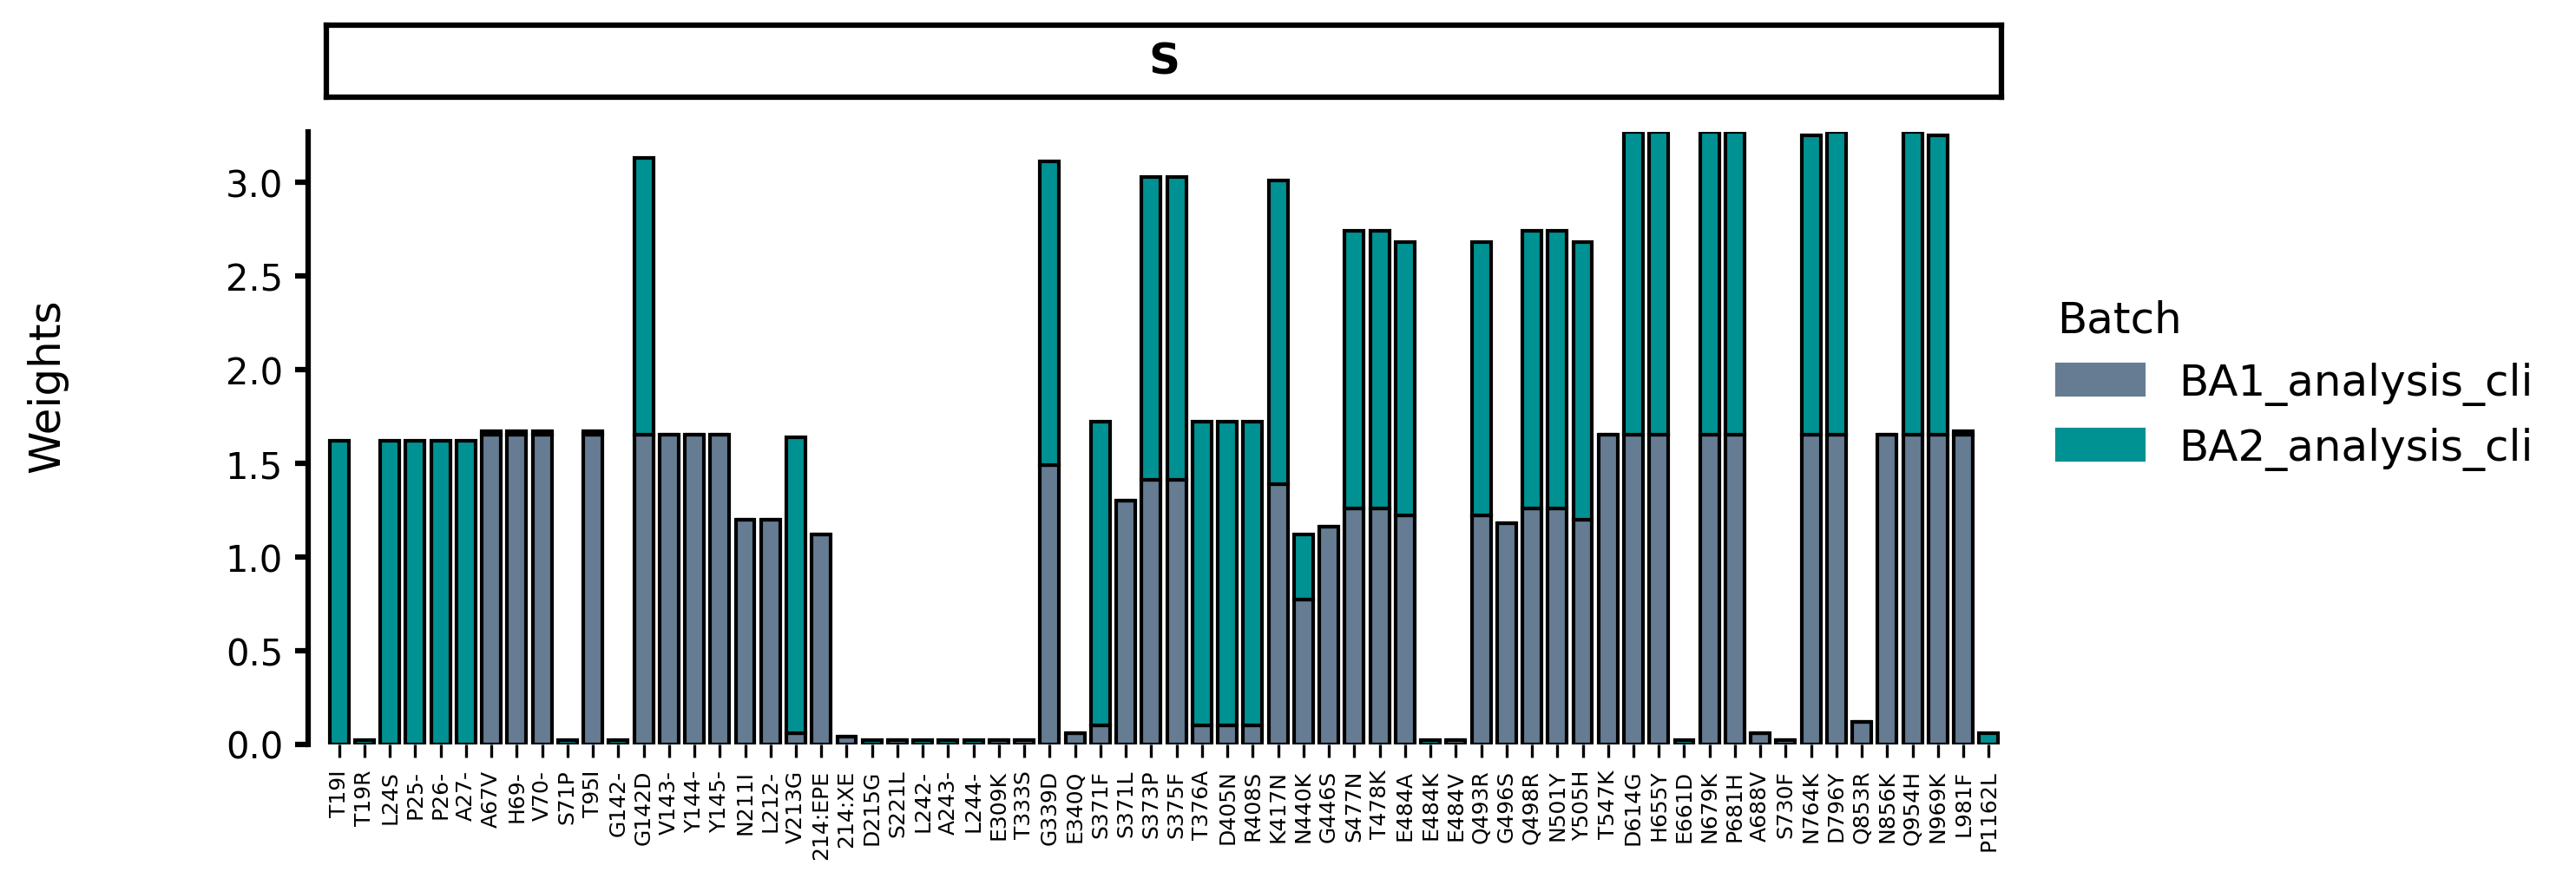 S
Weights
3.0
2.5
2.0
1.5
1.0
0.5
0.0
T19I
T19R
L24S
P25-
P26-
A27-
A67V
H69-
V70-
S71P
T95I
G142-
G142D
V143-
Y144-
Y145-
N211I
L212-
V213G
214:EPE
214:XE
D215G
S221L
L242-
A243-
L244-
E309K
T333S
G339D
E340Q
S371F
S371L
S373P
S375F
T376A
D405N
R408S
K417N
N440K
G446S
S477N
T478K
E484A
E484K
E484V
Q493R
G496S
Q498R
N501Y
Y505H
T547K
D614G
H655Y
E661D
N679K
P681H
A688V
S730F
N764K
D796Y
Q853R
N856K
Q954H
N969K
L981F
P1162L
Batch
BA1_analysis_cli
BA2_analysis_cli